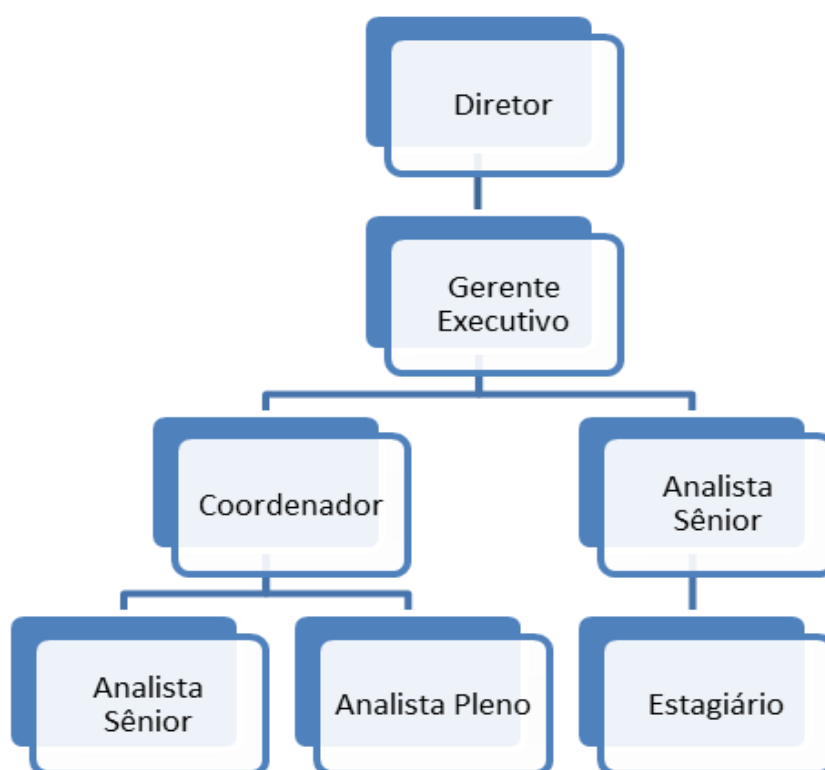 Diretor
Gerente
Executivo
Coordenador
Analista
Sênior
Analista
Sênior
Analista Pleno
Estagiário